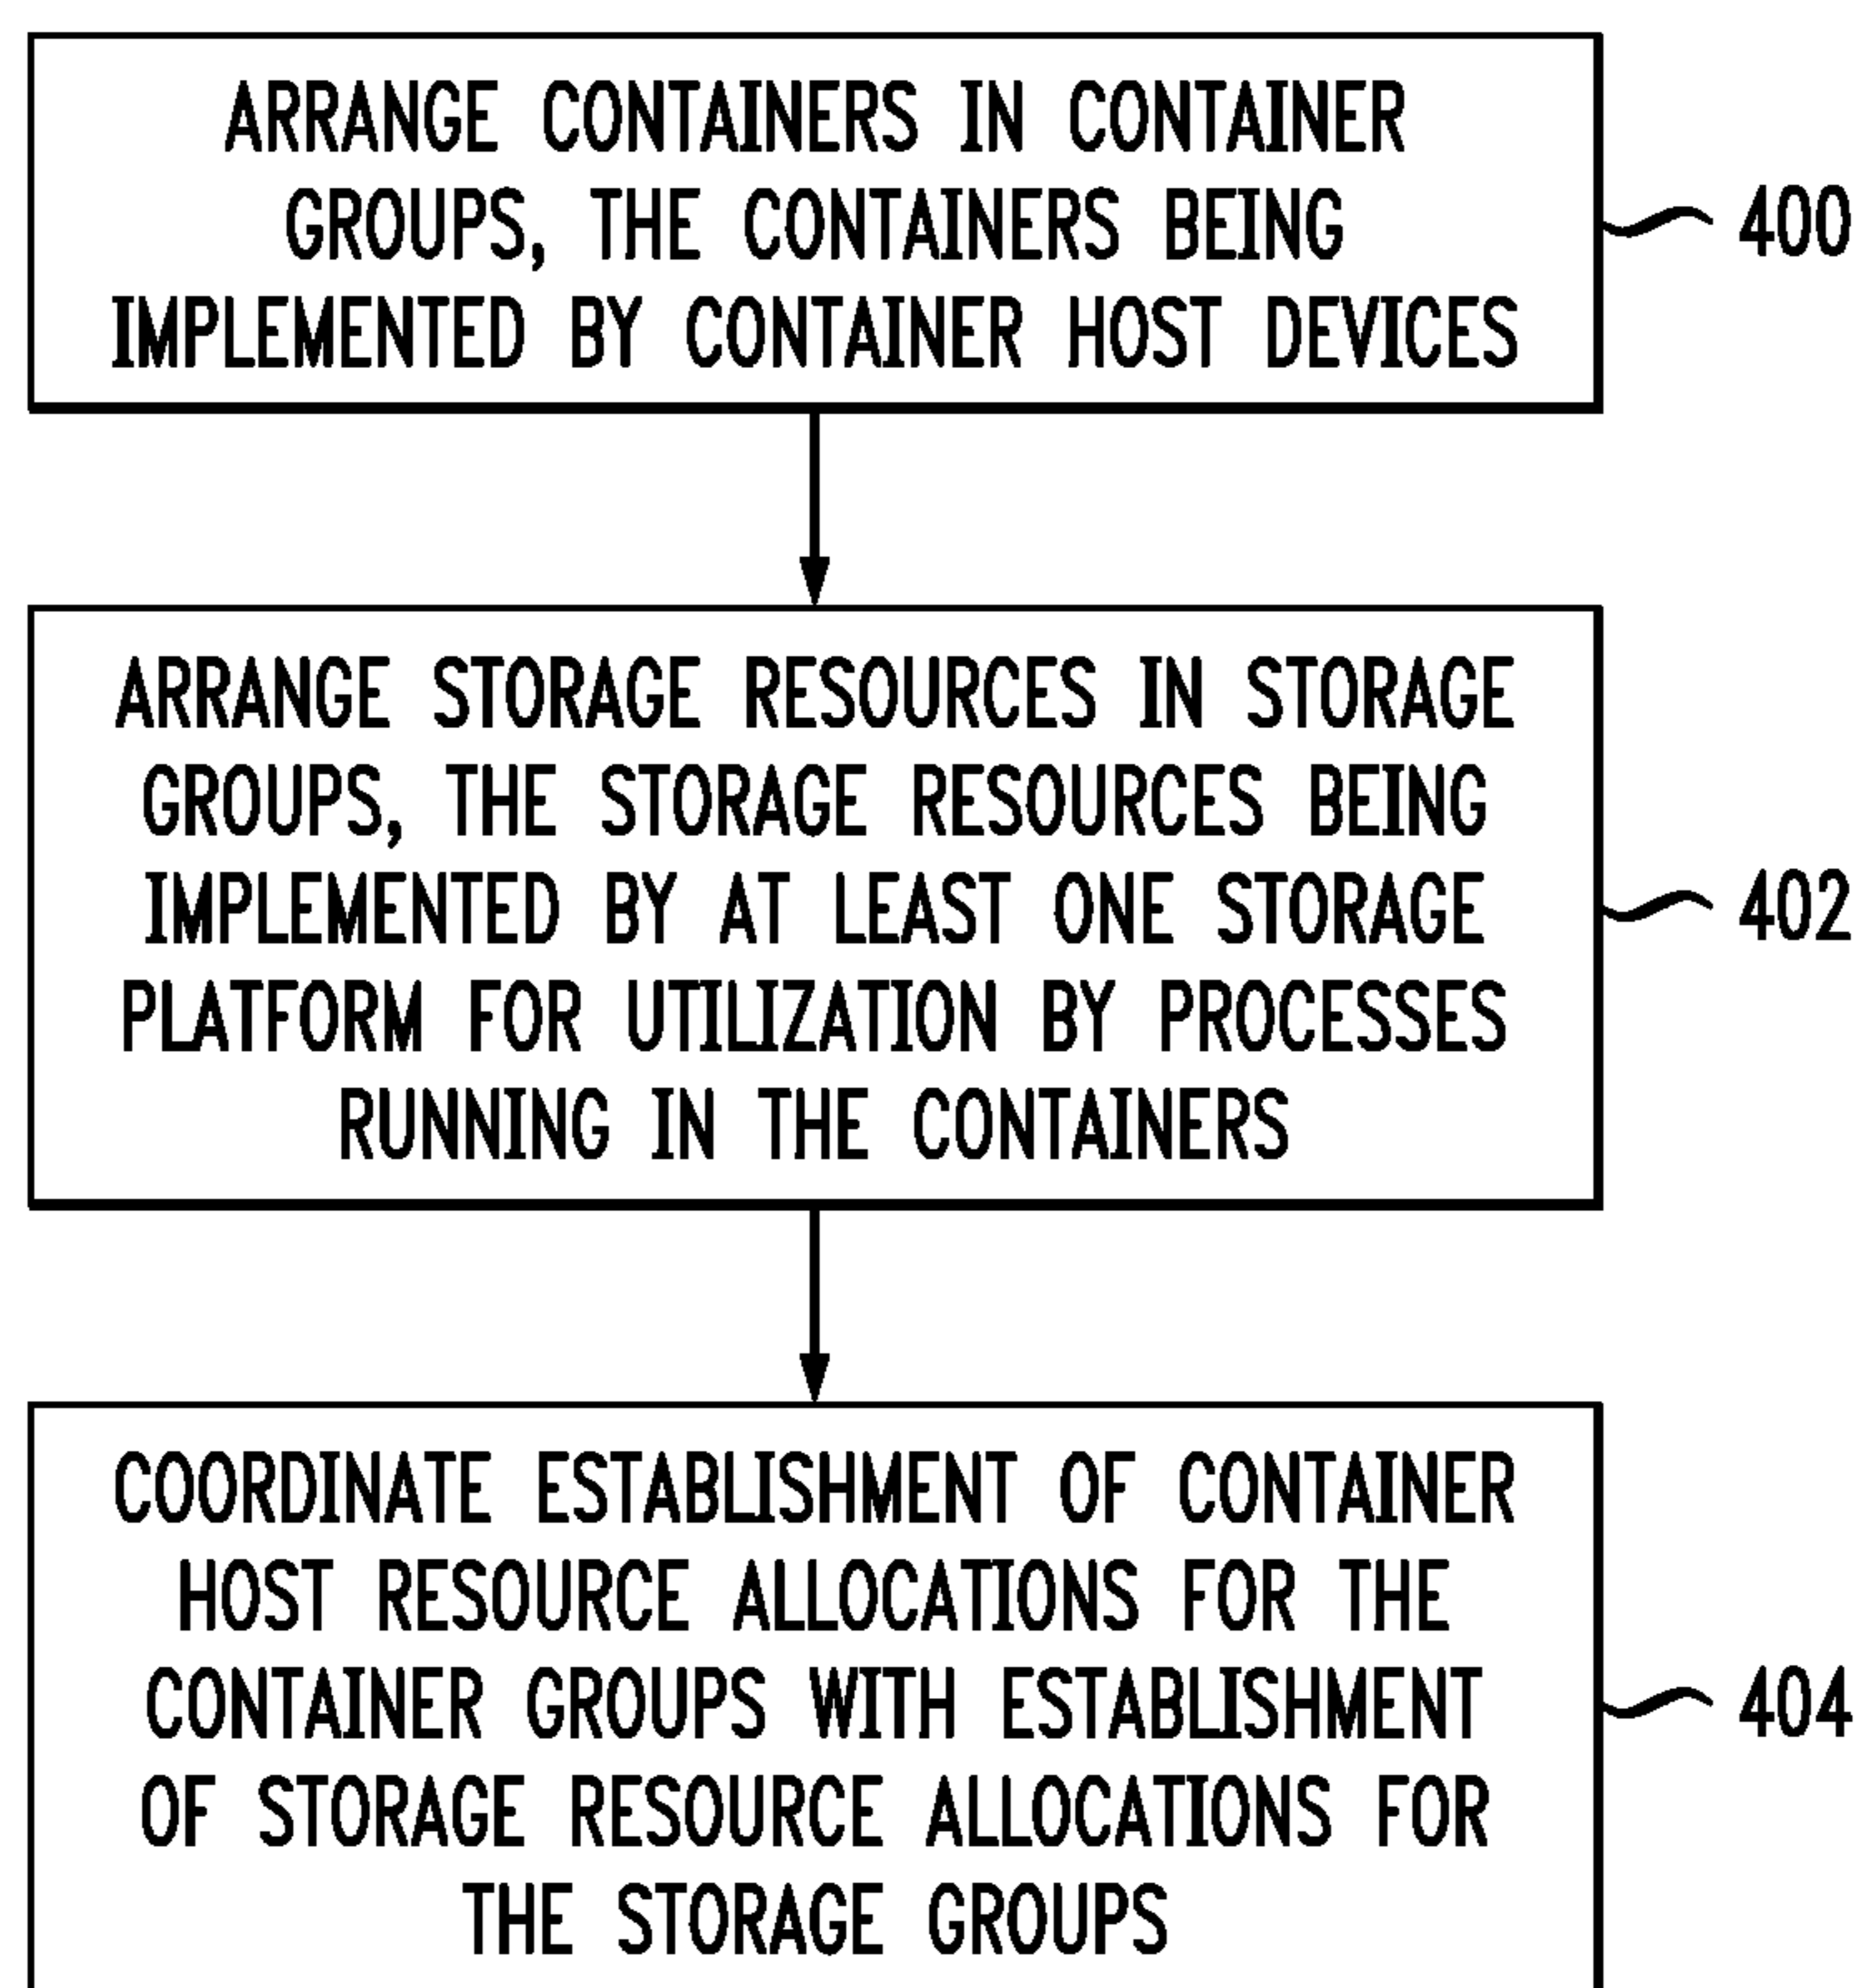 ARRANGE CONTAINERS IN CONTAINER
GROUPS, THE CONTAINERS BEING
IMPLEMENTED BY CONTAINER HOST DEVICES
400
ARRANGE STORAGE RESOURCES IN STORAGE
GROUPS, THE STORAGE RESOURCES BEING
IMPLEMENTED BY AT LEAST ONE STORAGE
PLATFORM FOR UTILIZATION BY PROCESSES
RUNNING IN THE CONTAINERS
402
COORDINATE ESTABLISHMENT OF CONTAINER
HOST RESOURCE ALLOCATIONS FOR THE
CONTAINER GROUPS WITH ESTABLISHMENT
OF STORAGE RESOURCE ALLOCATIONS FOR
THE STORAGE GROUPS
404